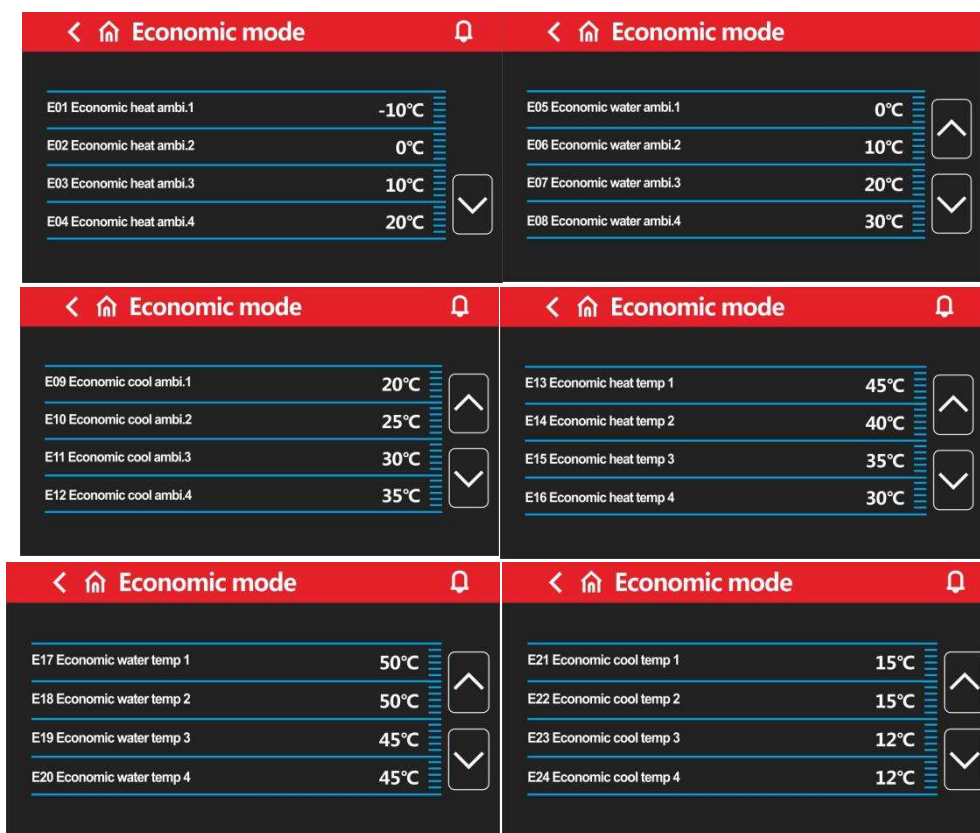 Economic mode
E01 Economic heat ambi.1 -10℃
E02 Economic heat ambi.2 0℃
E03 Economic heat ambi.3 10℃
E04 Economic heat ambi.4 20℃
Economic mode
E05 Economic water ambi.1 0℃
E06 Economic water ambi.2 10℃
E07 Economic water ambi.3 20℃
E08 Economic water ambi.4 30℃
Economic mode
E09 Economic cool ambi.1 20℃
E10 Economic cool ambi.2 25℃
E11 Economic cool ambi.3 30℃
E12 Economic cool ambi.4 35℃
Economic mode
E13 Economic heat temp 1 45℃
E14 Economic heat temp 2 40℃
E15 Economic heat temp 3 35℃
E16 Economic heat temp 4 30℃
Economic mode
E17 Economic water temp 1 50℃
E18 Economic water temp 2 50℃
E19 Economic water temp 3 45℃
E20 Economic water temp 4 45℃
Economic mode
E21 Economic cool temp 1 15℃
E22 Economic cool temp 2 15℃
E23 Economic cool temp 3 12℃
E24 Economic cool temp 4 12℃